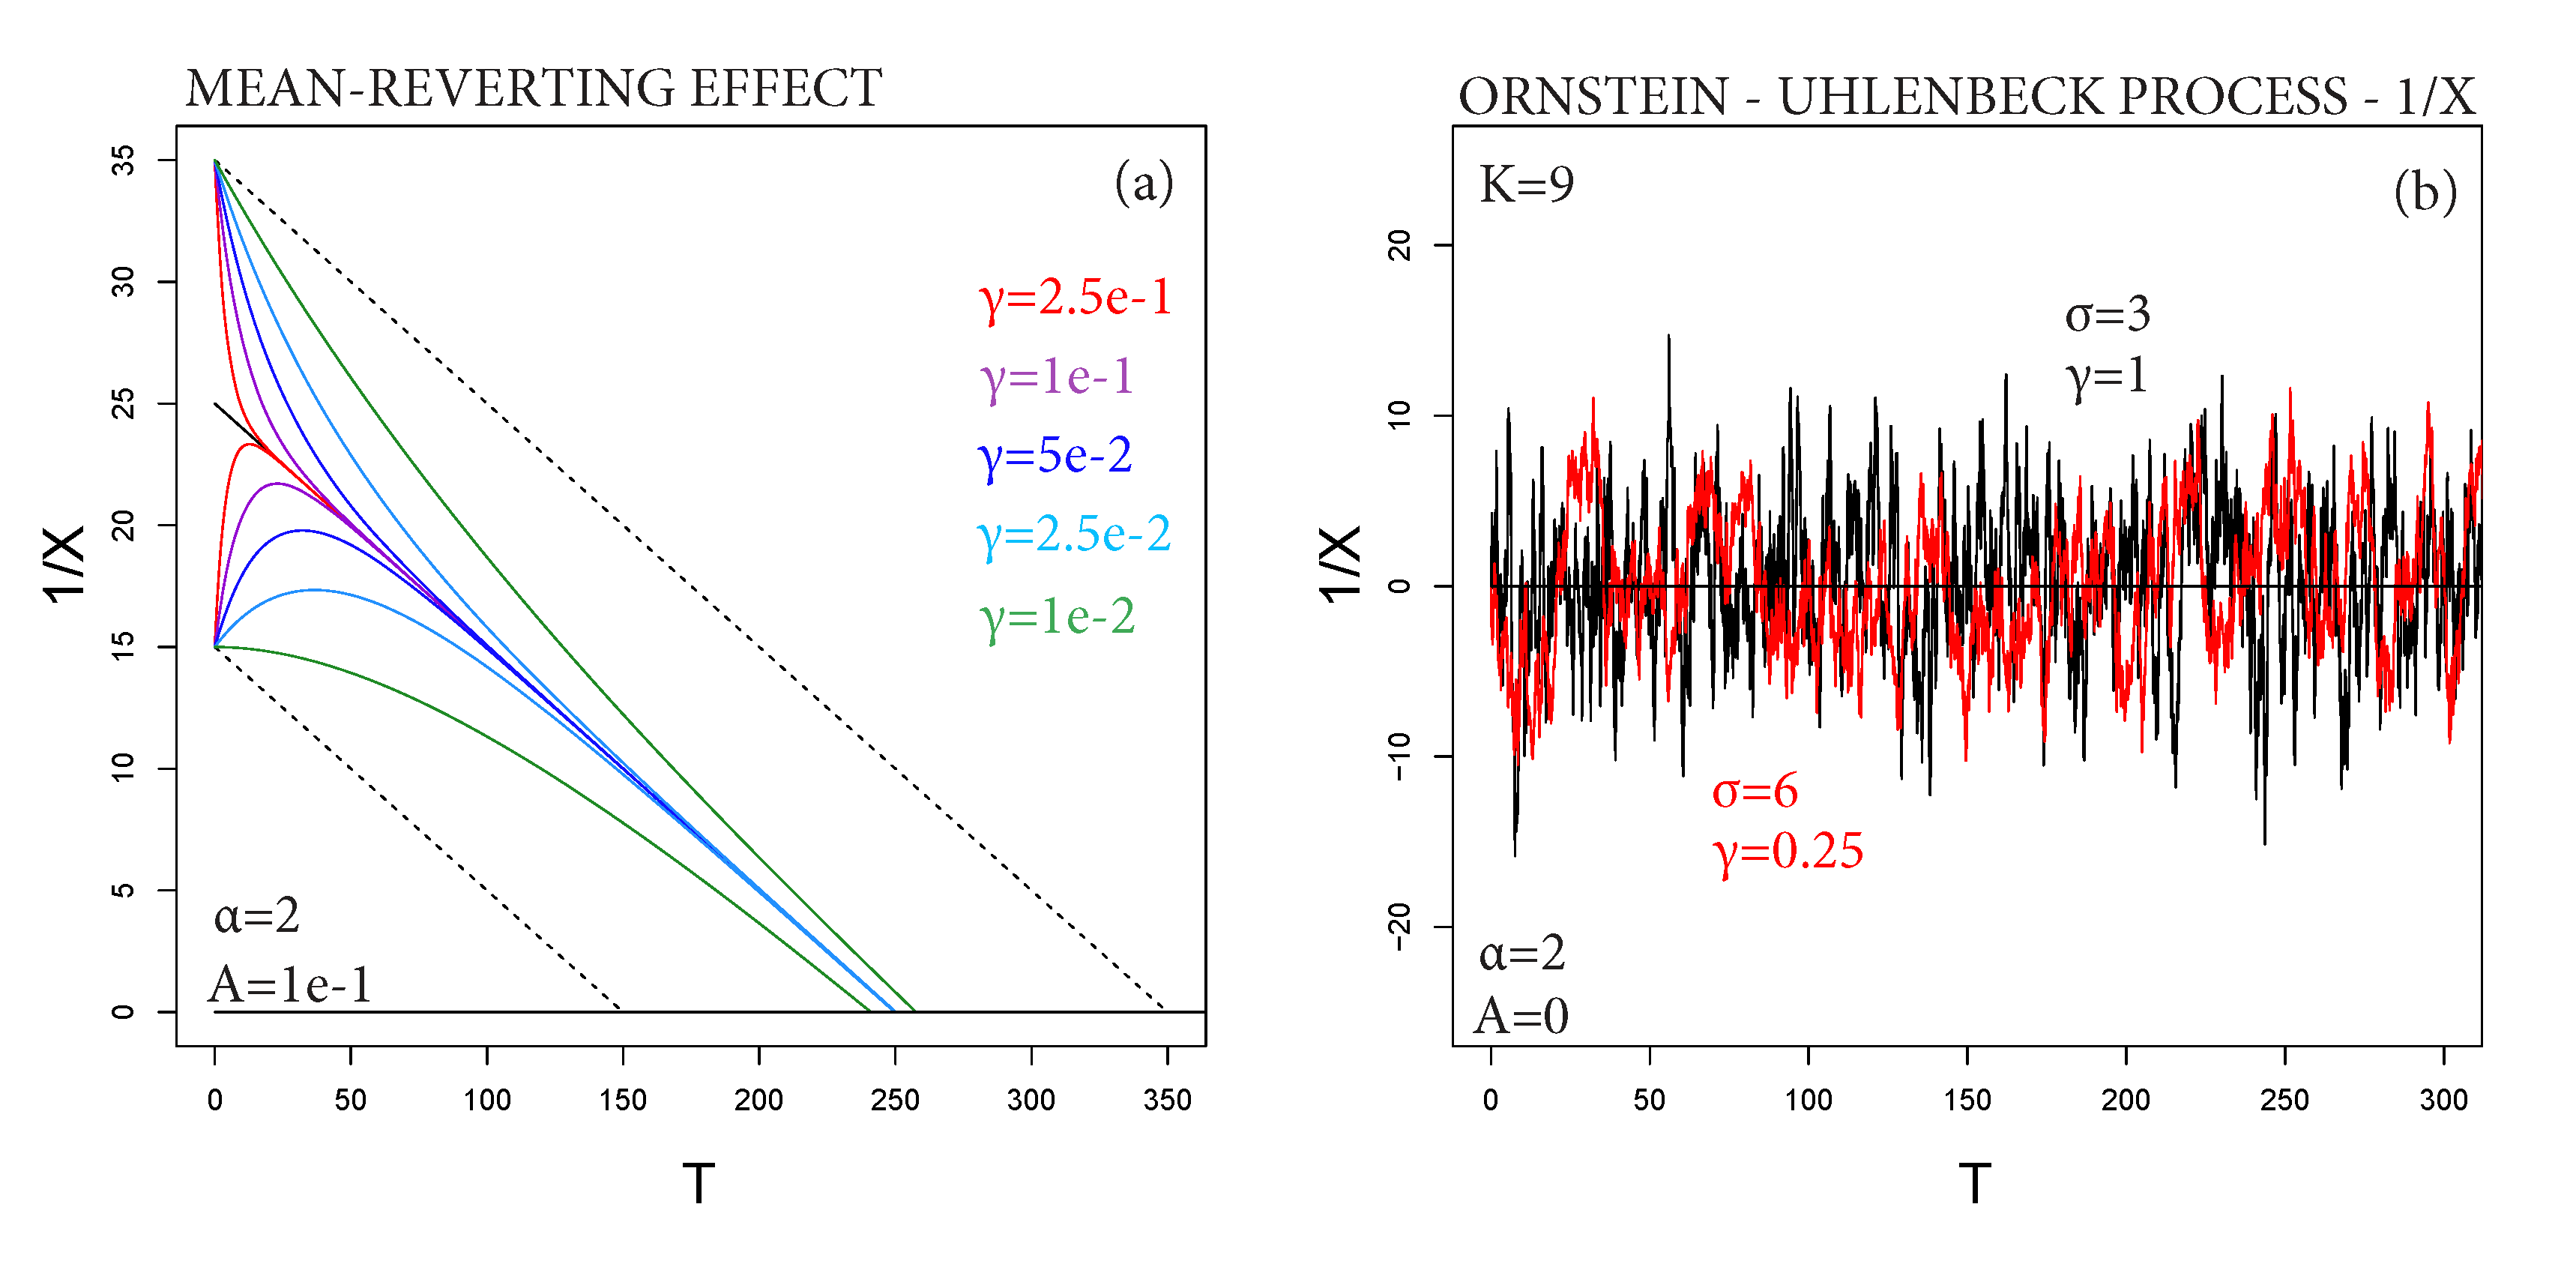 MEAN-REVERTING EFFECT
(a)
γ=2.5e-1
γ=1e-1
γ=5e-2
γ=2.5e-2
γ=1e-2
α=2
A=1e-1
35
30
25
20
15
10
5
0
1/X
0 50 100 150 200 250 300 350
T
ORNSTEIN - UHLENBECK PROCESS - 1/X
K=9
(b)
σ=3
γ=1
σ=6
γ=0.25
α=2
A=0
20
10
0
-10
-20
1/X
0 50 100 150 200 250 300
T